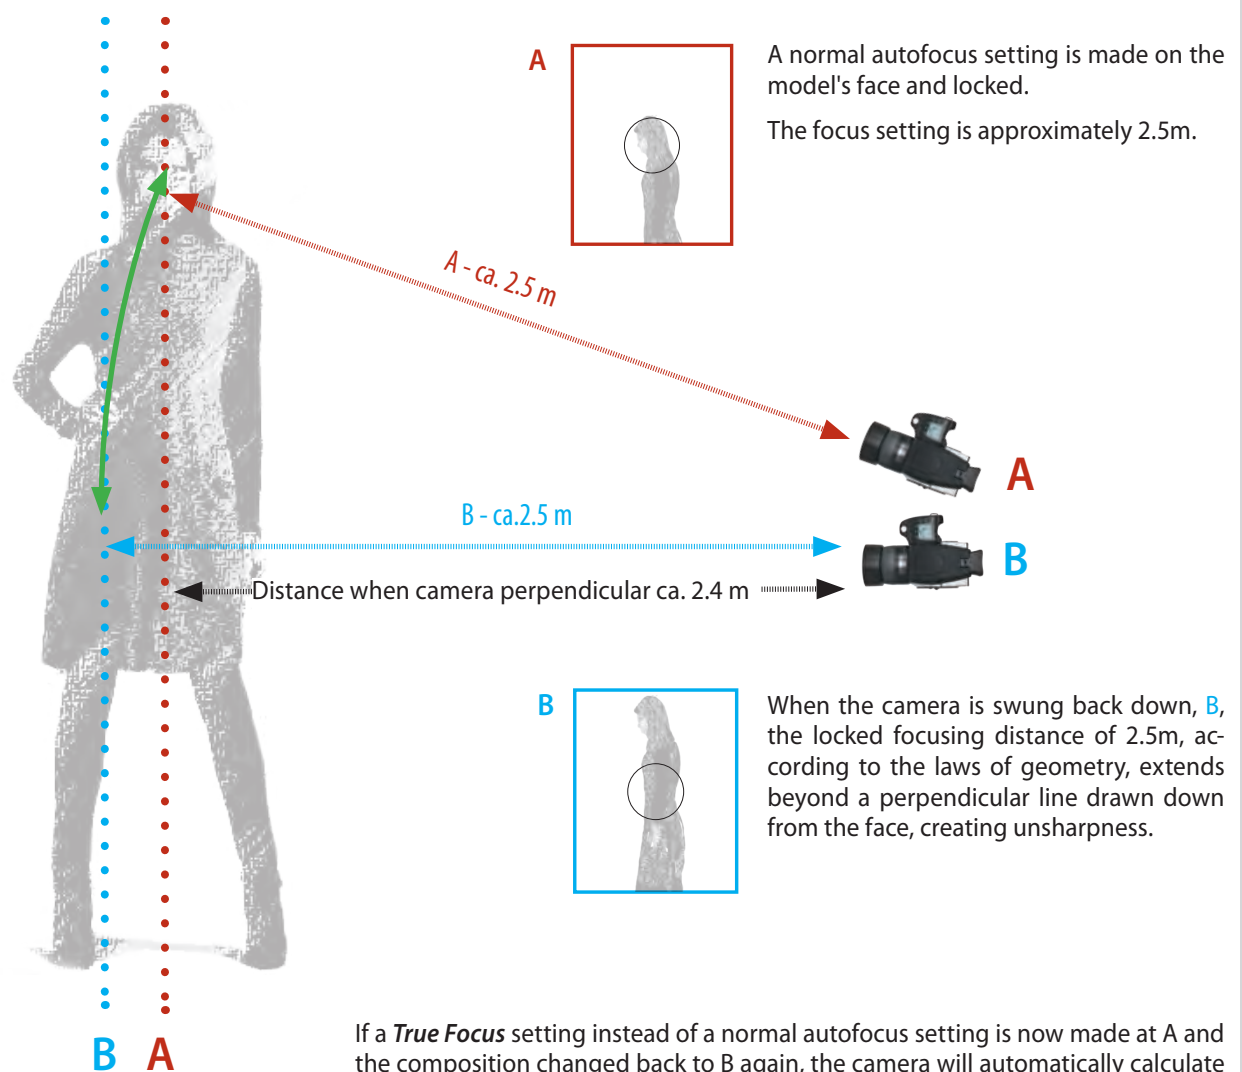 A
A normal autofocus setting is made on the
model's face and locked.
The focus setting is approximately 2.5m.
A - ca. 2.5 m
A
B - ca.2.5 m
B
Distance when camera perpendicular ca. 2.4 m
B
When the camera is swung back down, B,
the locked focusing distance of 2.5m, ac-
cording to the laws of geometry, extends
beyond a perpendicular line drawn down
from the face, creating unsharpness.
B A
If a True Focus setting instead of a normal autofocus setting is now made at A and
the composition changed back to B again, the camera will automatically calculate